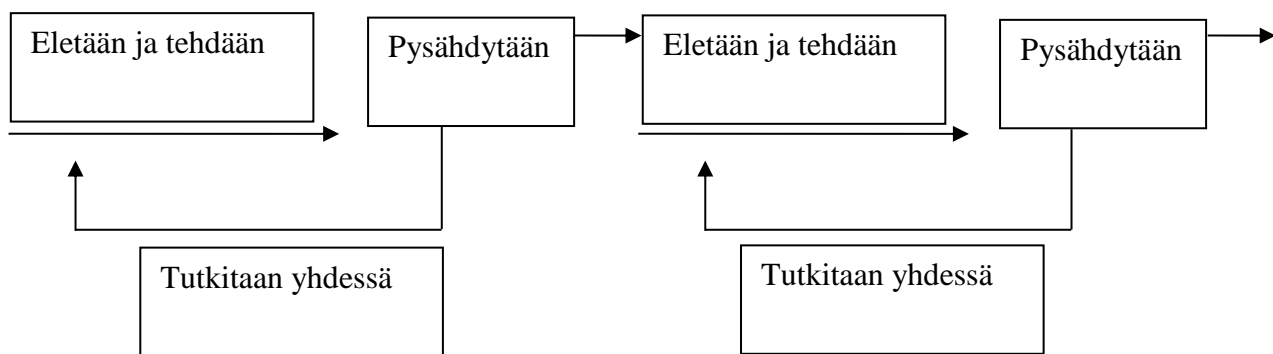 Eletään ja tehdään
Pysähdytään
Eletään ja tehdään
Pysähdytään
Tutkitaan yhdessä
Tutkitaan yhdessä